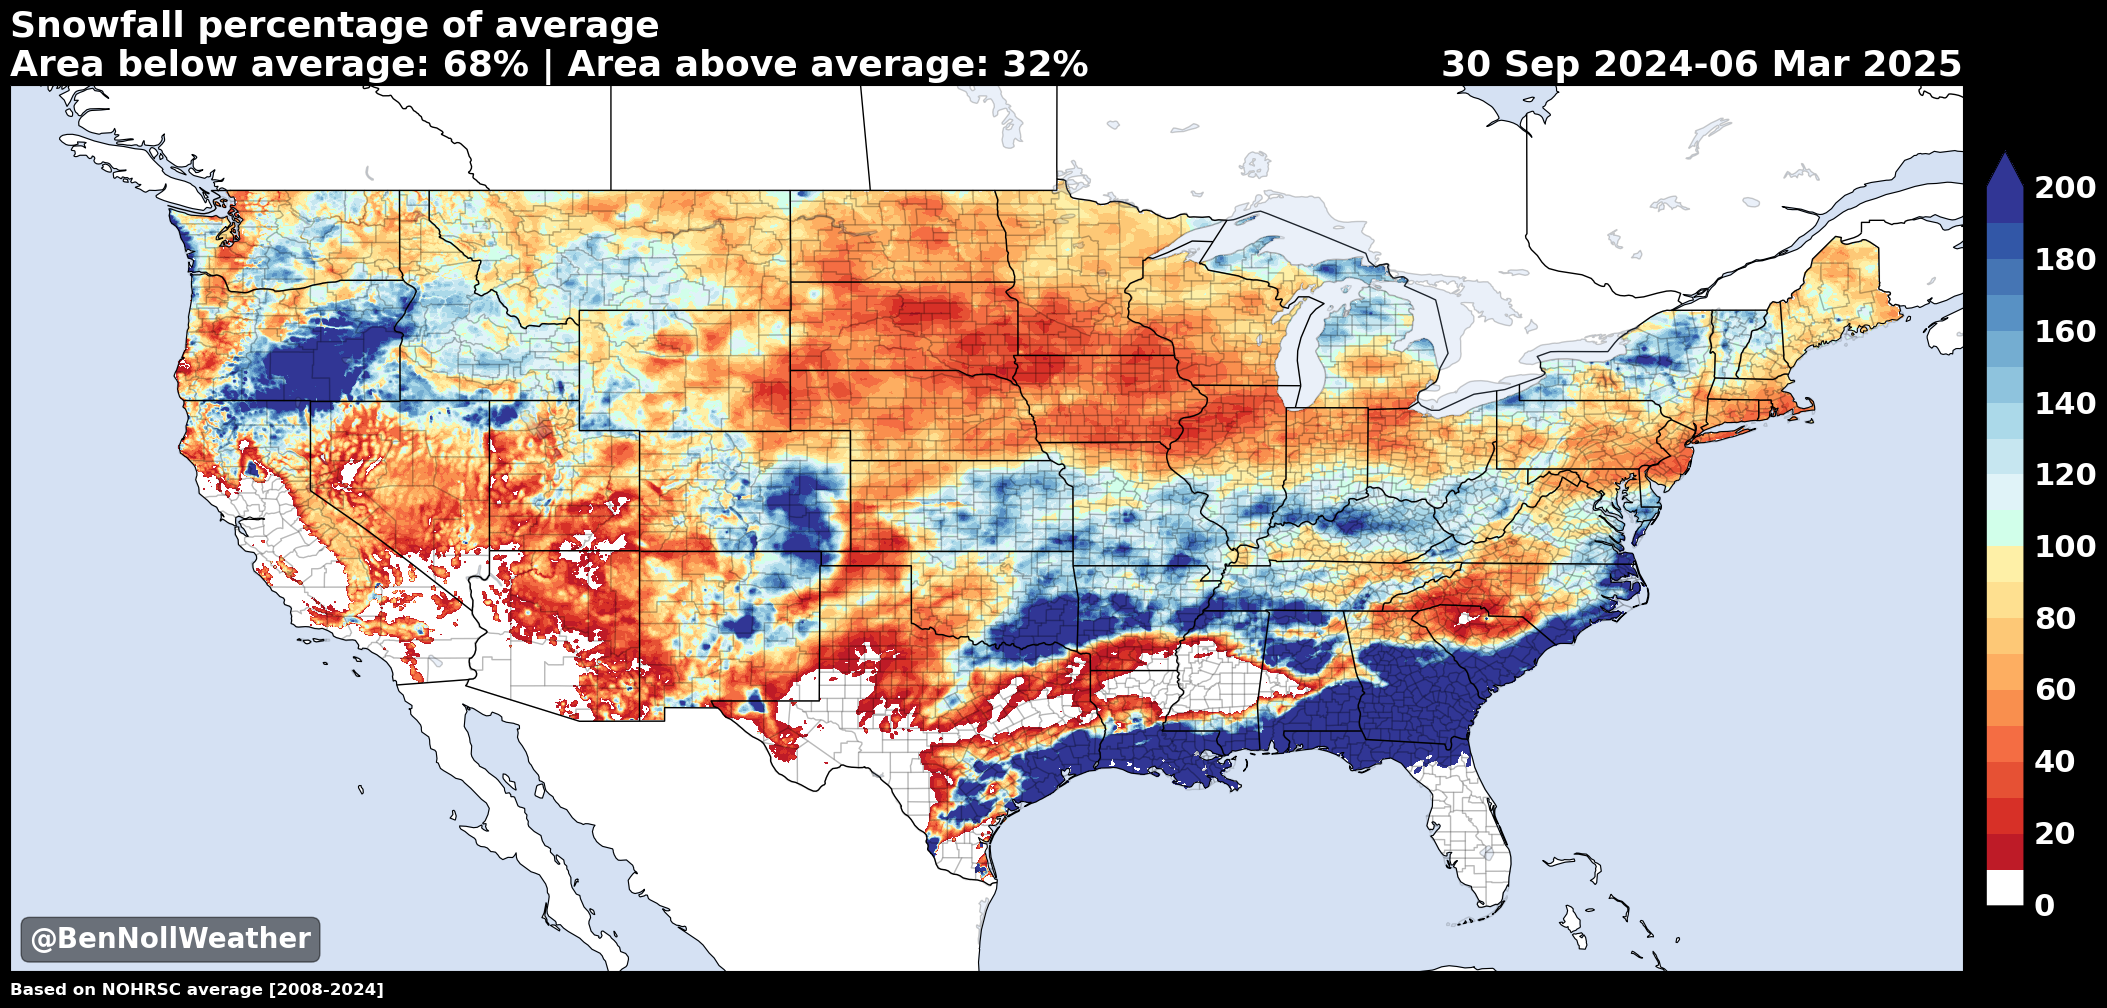 Snowfall percentage of average
Area below average: 68% | Area above average: 32%
30 Sep 2024-06 Mar 2025
200
180
160
140
120
100
80
60
40
20
0
@BenNollWeather
Based on NOHRSC average [2008-2024]